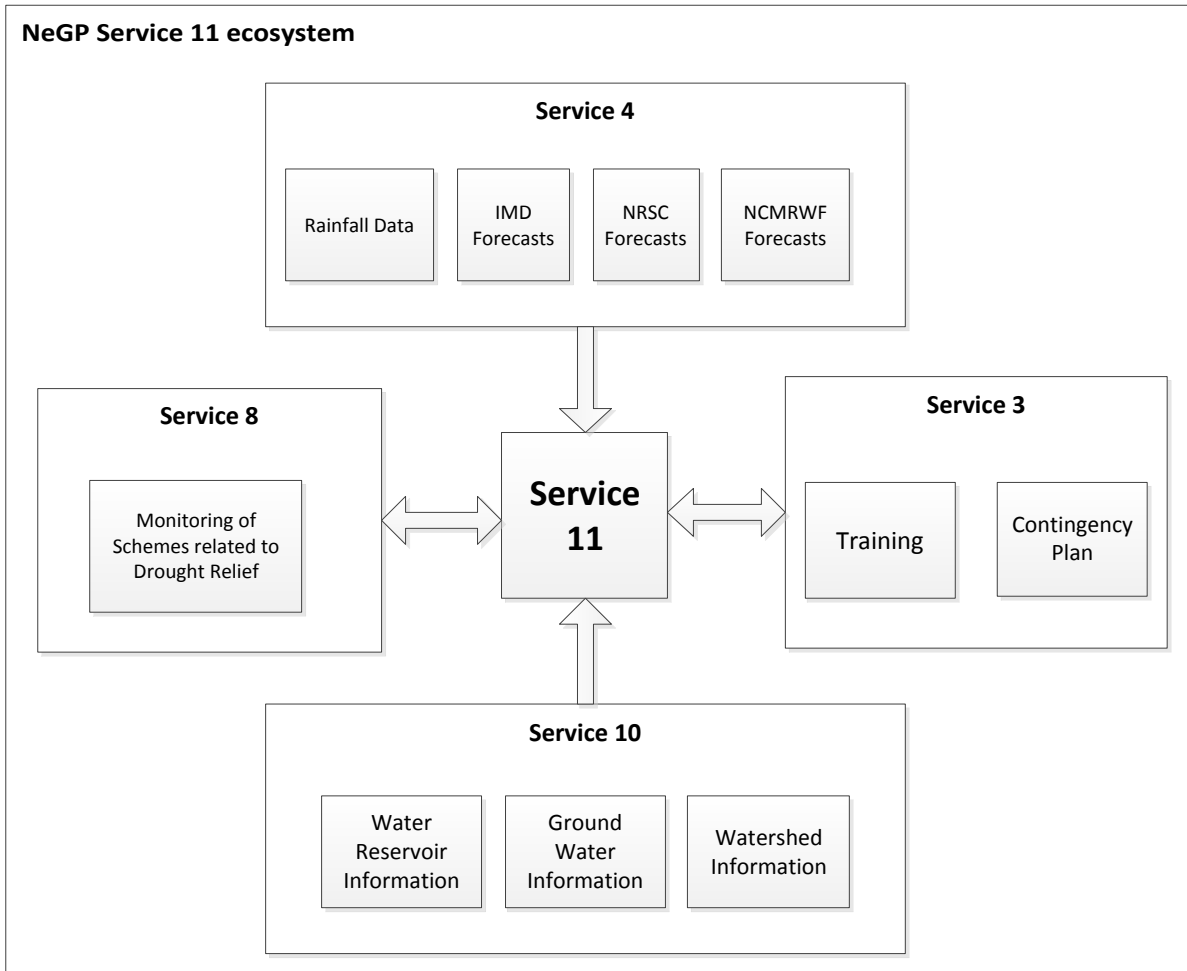 NeGP Service 11 ecosystem
Service 4
Rainfall Data
IMD
Forecasts
NRSC
Forecasts
NCMRWF
Forecasts
Service 8
Monitoring of
Schemes related to
Drought Relief
Service
11
Service 3
Training
Contingency
Plan
Service 10
Water
Reservoir
Information
Ground
Water
Information
Watershed
Information